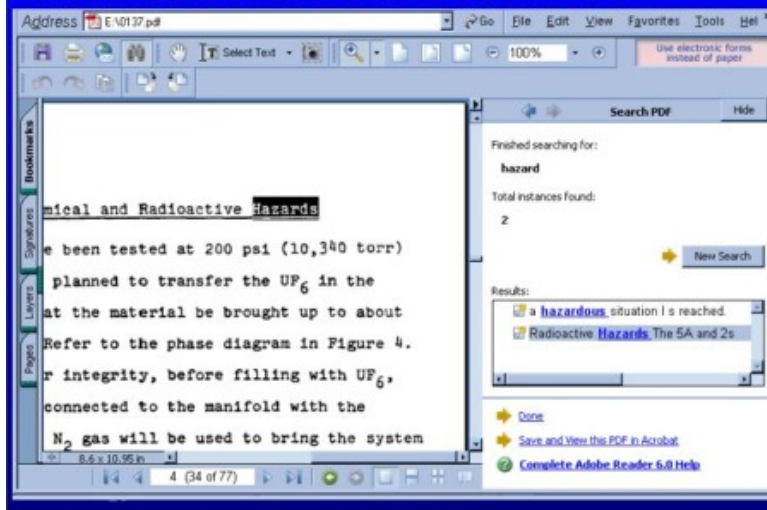 Address E:\0137.pdf Go File Edit View Favorites Tools Hel
Select Text 100% Use electronic forms
instead of paper
Search PDF Hide
Finished searching for:
hazard
Total instances found:
2
New Search
Results:
a hazardous situation I s reached.
Radioactive Hazards The 5A and 2s
Done
Save and View this PDF in Acrobat
Complete Adobe Reader 6.0 Help
Bookmarks
Signatures
Layers
Pages
mical and Radioactive Hazards
e been tested at 200 psi (10,340 torr)
planned to transfer the UF6 in the
at the material be brought up to about
Refer to the phase diagram in Figure 4.
r integrity, before filling with UF6,
connected to the manifold with the
N2 gas will be used to bring the system
8.6 x 10.95 in
4 (34 of 77)